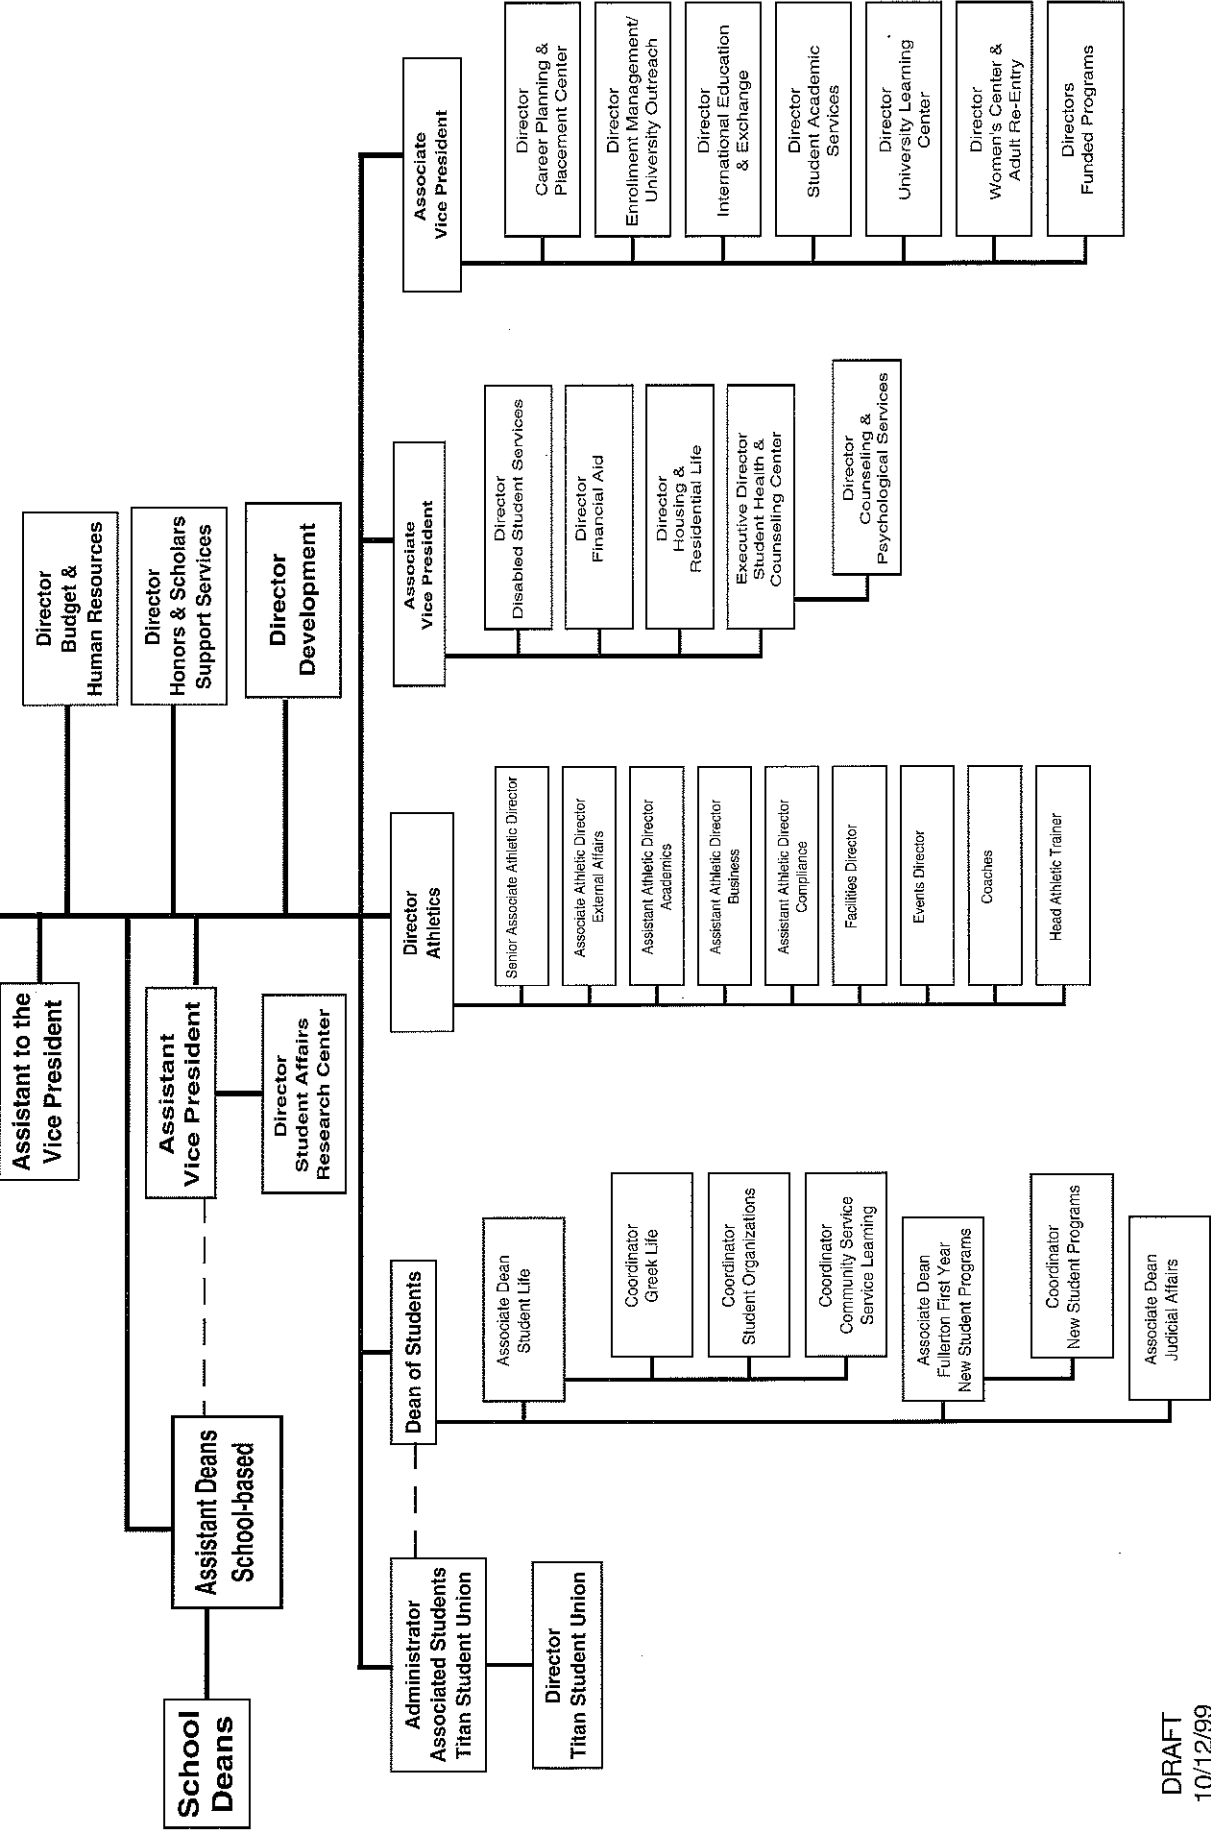 Assistant to the
Vice President
Director
Budget &
Human Resources
School
Deans
Assistant Deans
School-based
Assistant
Vice President
Director
Honors & Scholars
Support Services
Director
Student Affairs
Research Center
Director
Development
Administrator
Associated Students
Titan Student Union
Director
Titan Student Union
Dean of Students
Associate Dean
Student Life
Coordinator
Greek Life
Coordinator
Student Organizations
Coordinator
Community Service
Service Learning
Associate Dean
Fullerton First Year
New Student Programs
Coordinator
New Student Programs
Associate Dean
Judicial Affairs
Director
Athletics
Senior Associate Athletic Director
Associate Athletic Director
External Affairs
Assistant Athletic Director
Academics
Assistant Athletic Director
Business
Assistant Athletic Director
Compliance
Facilities Director
Events Director
Coaches
Head Athletic Trainer
Associate
Vice President
Director
Disabled Student Services
Director
Financial Aid
Director
Housing &
Residential Life
Executive Director
Student Health &
Counseling Center
Director
Counseling &
Psychological Services
Associate
Vice President
Director
Career Planning &
Placement Center
Director
Enrollment Management/
University Outreach
Director
International Education
& Exchange
Director
Student Academic
Services
Director
University Learning
Center
Director
Women's Center &
Adult Re-Entry
Directors
Funded Programs
DRAFT
10/12/99